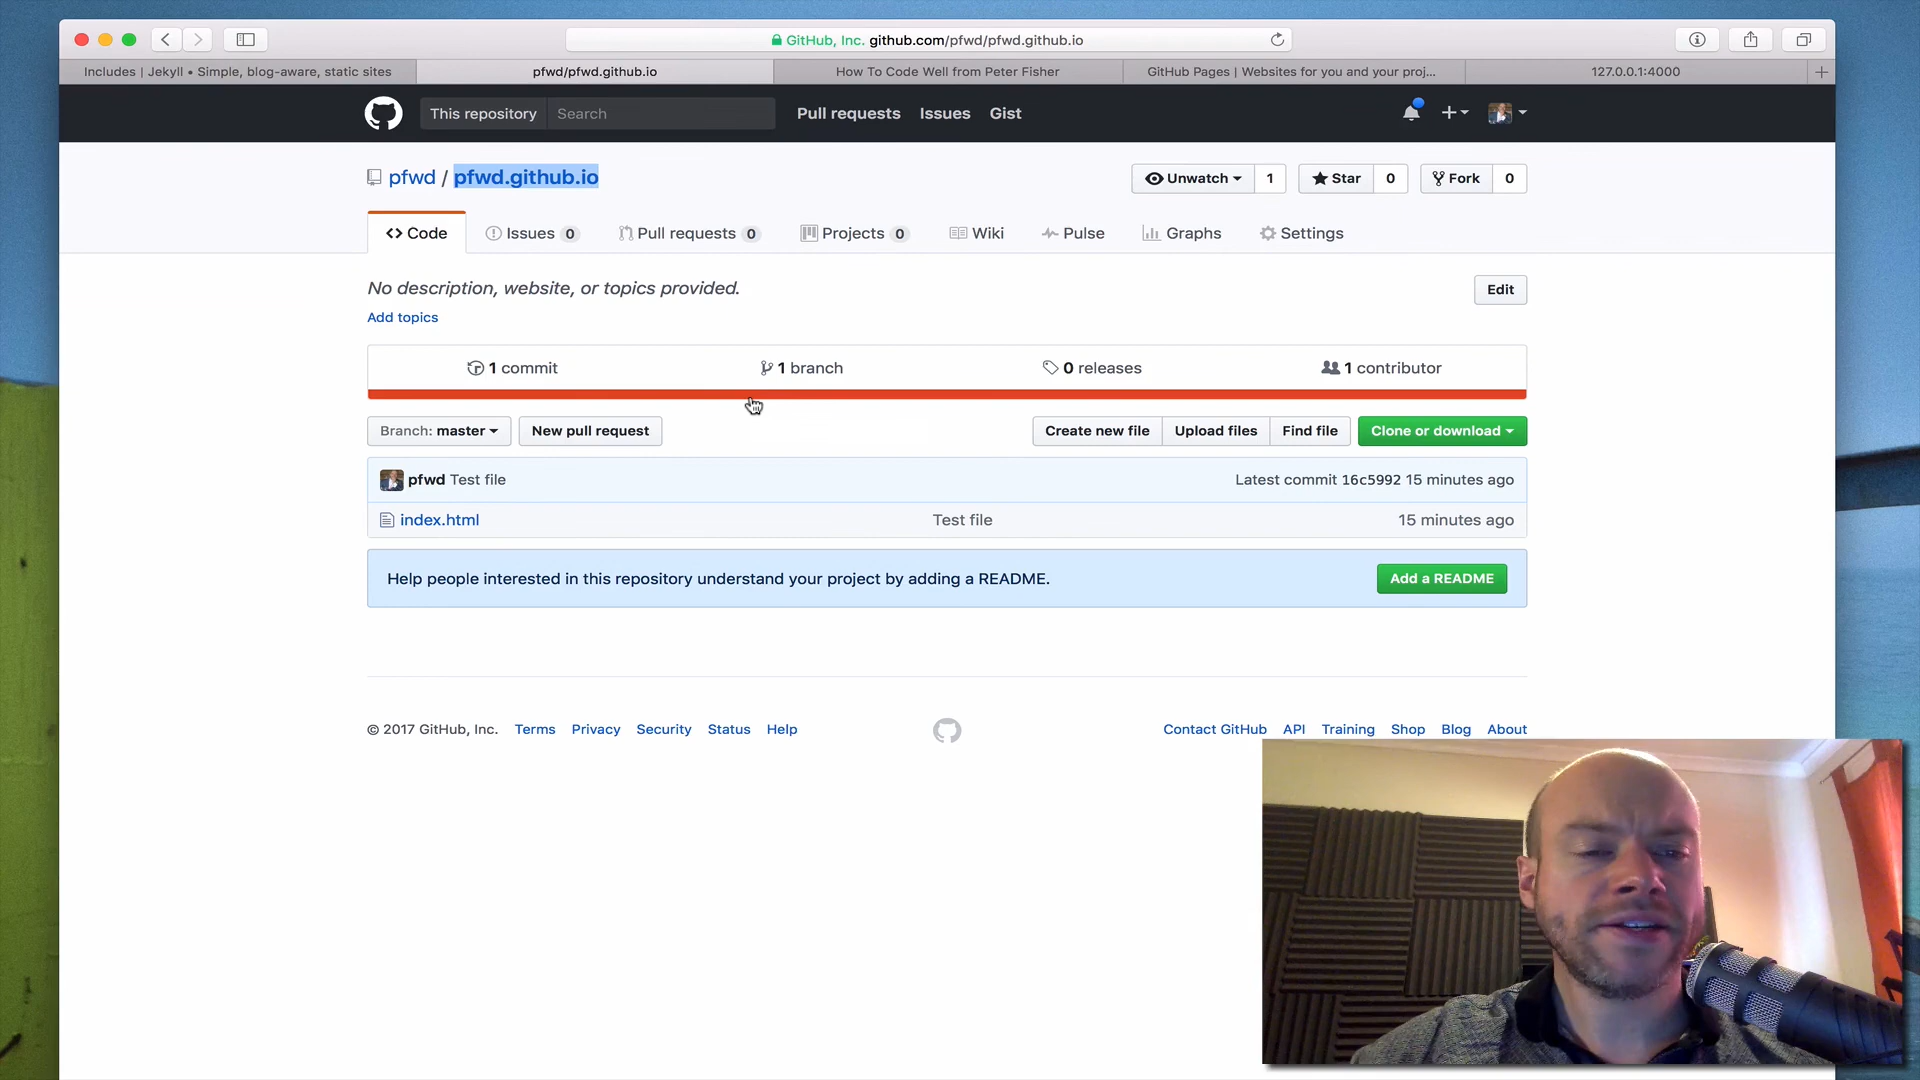 GitHub, Inc. github.com/pfwd/pfwd.github.io
Includes | Jekyll • Simple, blog-aware, static sites
pfwd/pfwd.github.io
How To Code Well from Peter Fisher
GitHub Pages | Websites for you and your proj...
127.0.0.1:4000
This repository
Search
Pull requests
Issues
Gist
pfwd / pfwd.github.io
Unwatch 1
Star 0
Fork 0
Code
Issues 0
Pull requests 0
Projects 0
Wiki
Pulse
Graphs
Settings
No description, website, or topics provided.
Edit
Add topics
1 commit
1 branch
0 releases
1 contributor
Branch: master
New pull request
Create new file
Upload files
Find file
Clone or download
pfwd Test file
Latest commit 16c5992 15 minutes ago
index.html
Test file
15 minutes ago
Help people interested in this repository understand your project by adding a README.
Add a README
© 2017 GitHub, Inc.
Terms
Privacy
Security
Status
Help
Contact GitHub
API
Training
Shop
Blog
About